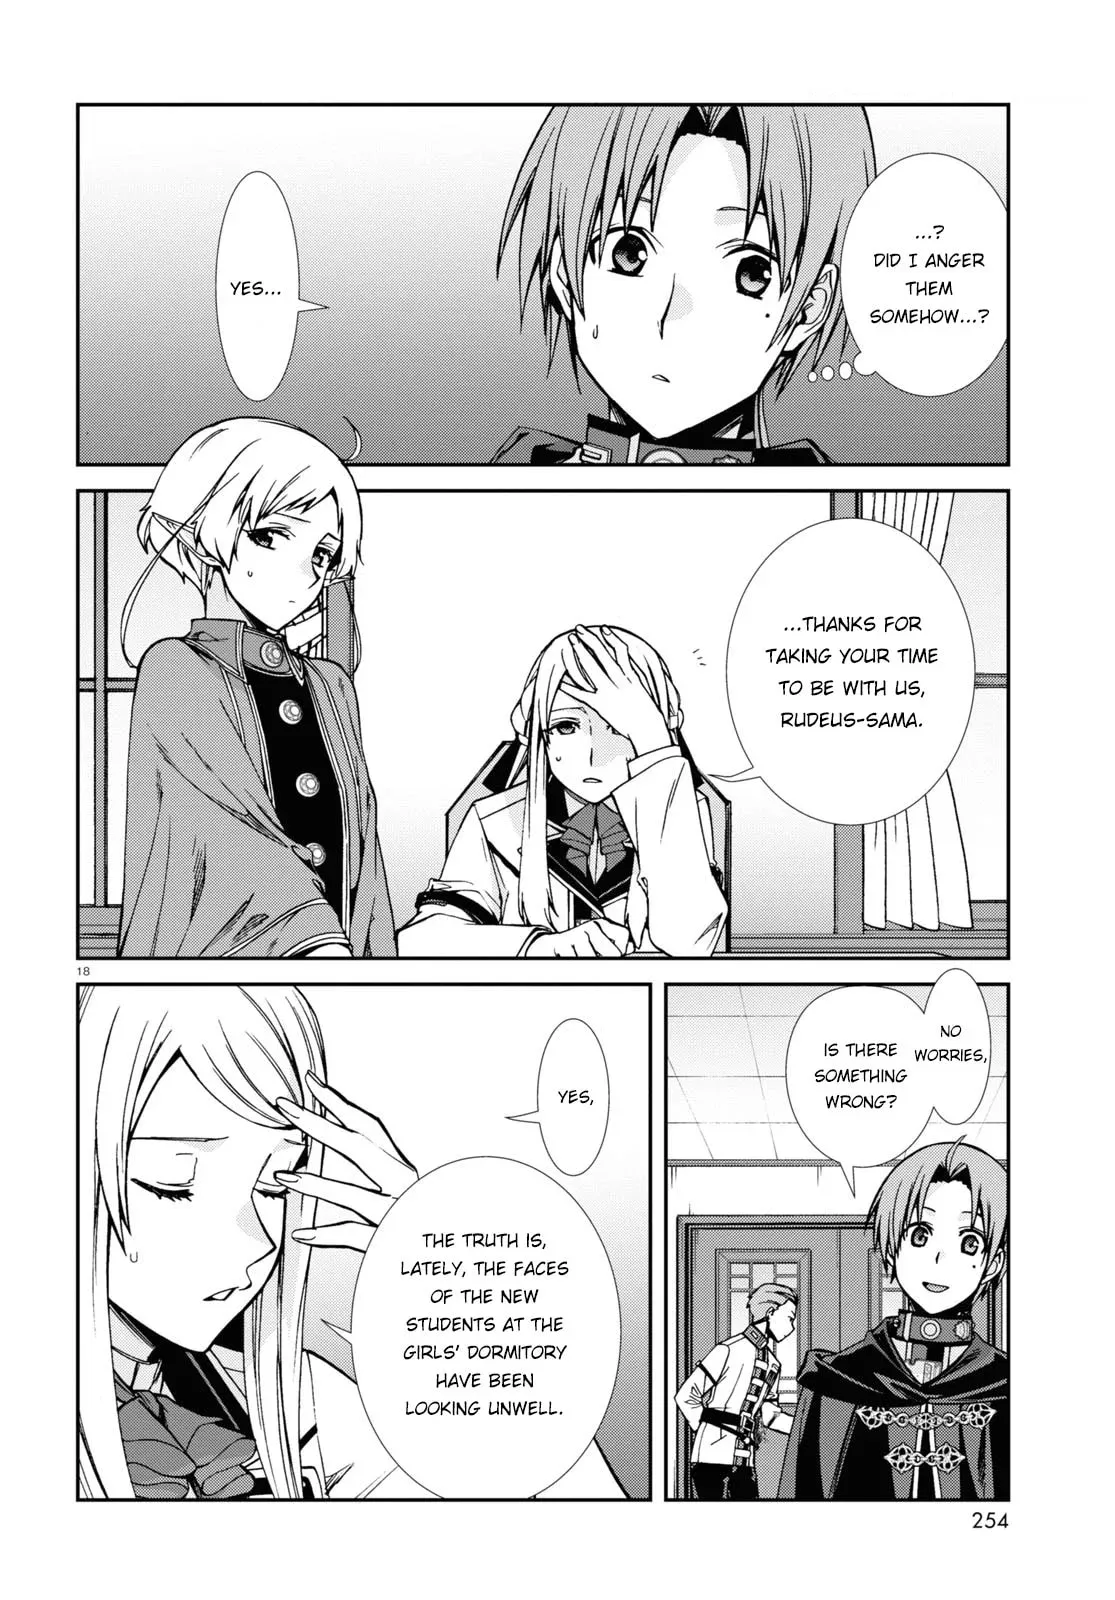 ...?
DID I ANGER
THEM
SOMEHOW...?
YES...
...THANKS FOR
TAKING YOUR TIME
TO BE WITH US,
RUDEUS-SAMA.
18
NO
WORRIES,
IS THERE
SOMETHING
WRONG?
YES,
THE TRUTH IS,
LATELY, THE FACES
OF THE NEW
STUDENTS AT THE
GIRLS' DORMITORY
HAVE BEEN
LOOKING UNWELL.
254